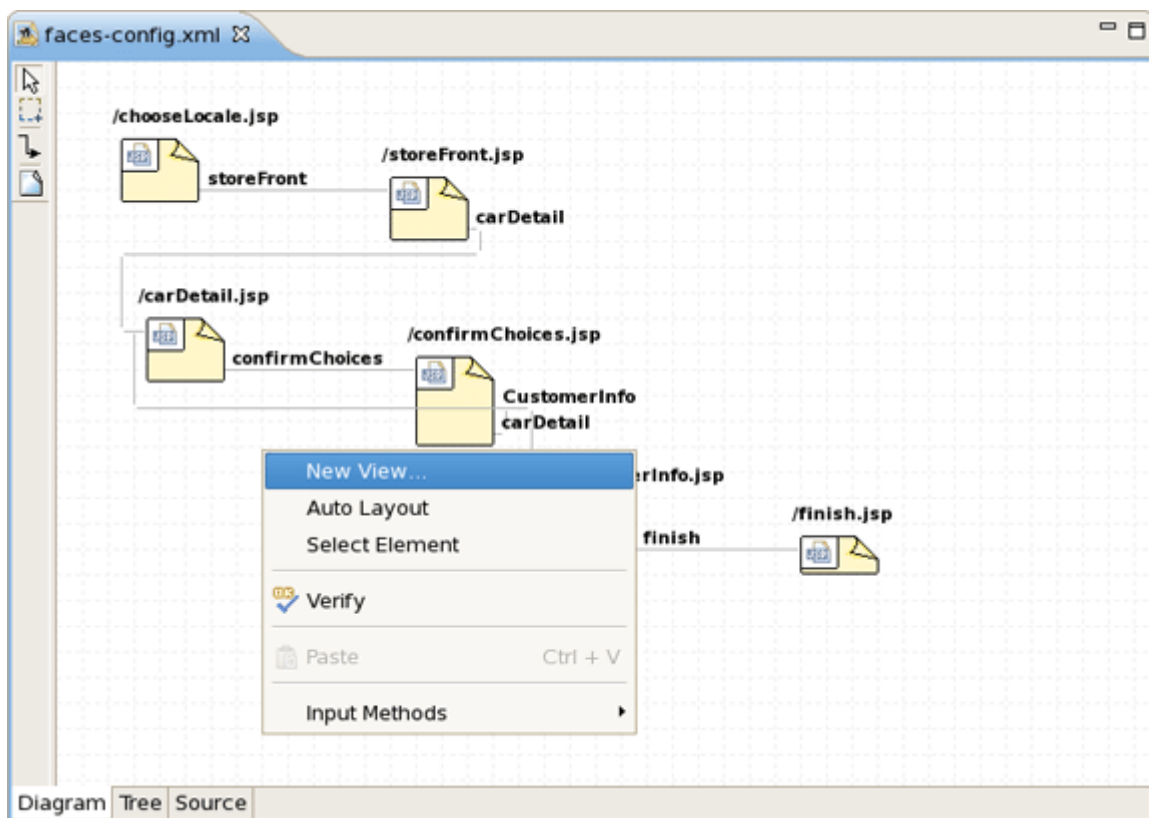 faces-config.xml
/chooseLocale.jsp
/storeFront.jsp
storeFront
carDetail
/carDetail.jsp
/confirmChoices.jsp
confirmChoices
CustomerInfo
carDetail
New View...
erInfo.jsp
Auto Layout
/finish.jsp
Select Element
finish
Verify
Paste Ctrl + V
Input Methods
Diagram Tree Source